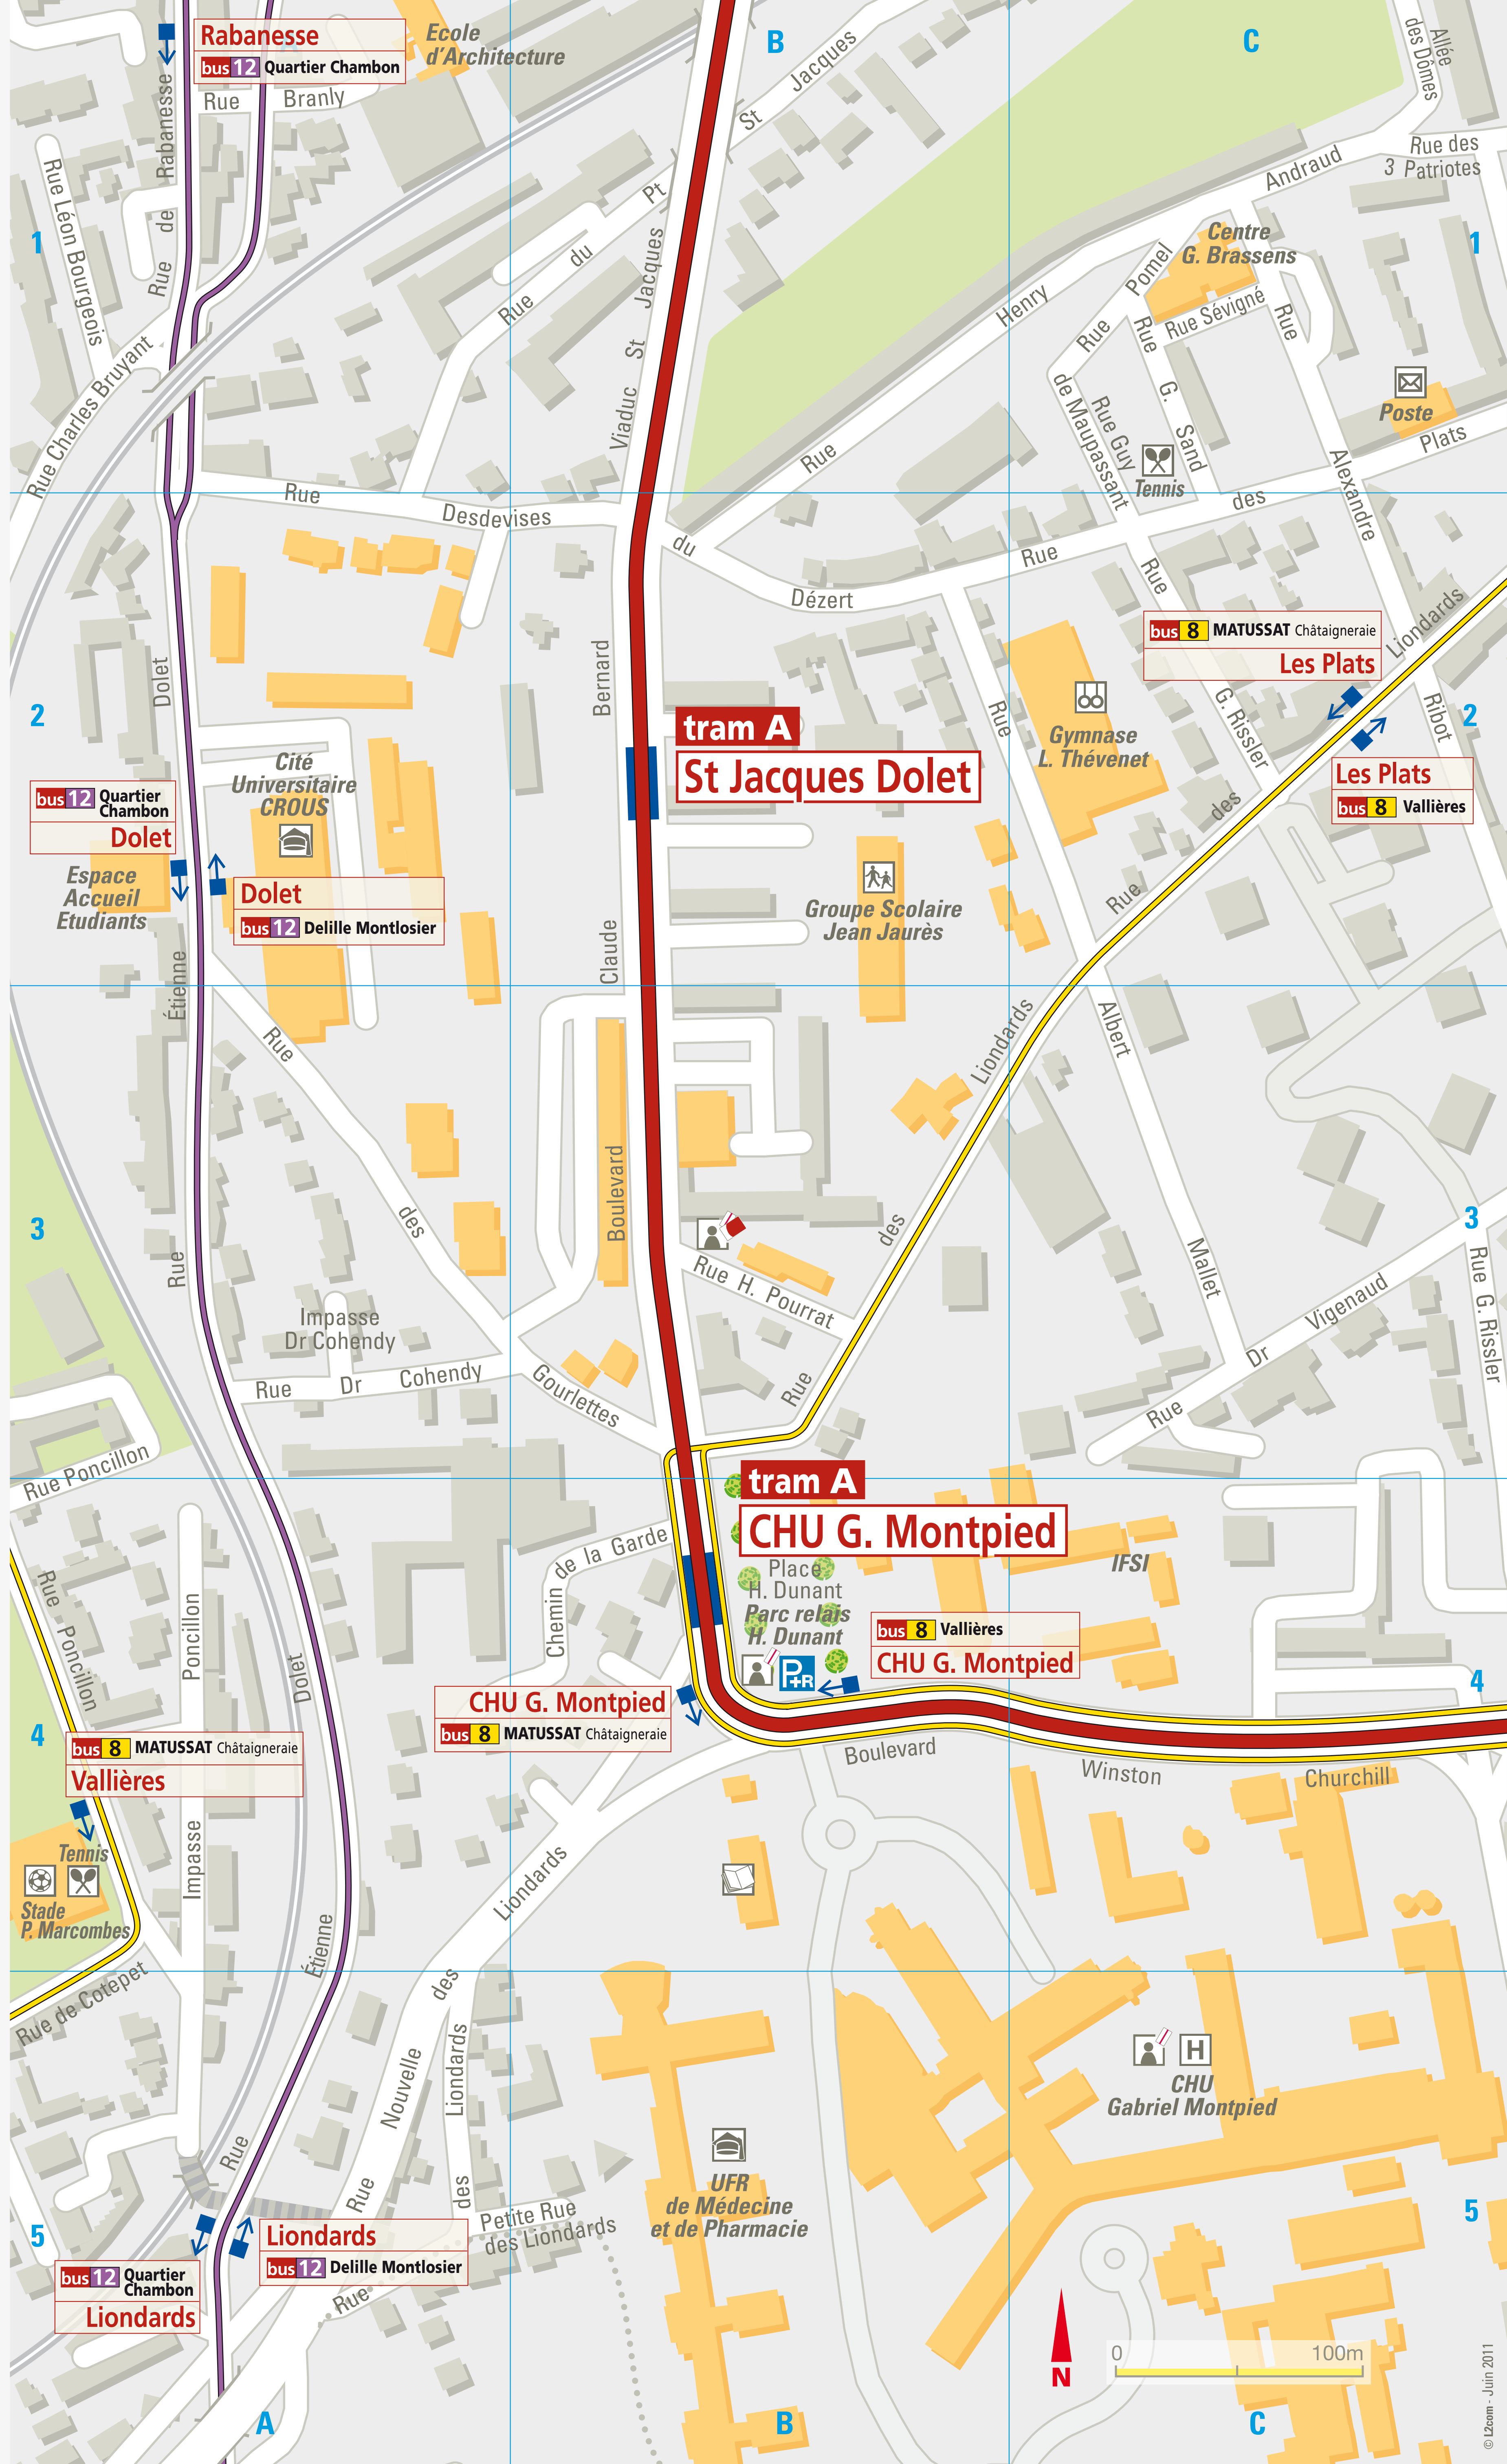 Rabanesse
bus 12 Quartier Chambon
Ecole
d'Architecture
B
C
Allée
des Dômes
St Jacques
Rue Branly
Rue de Rabanesse
Rue Léon Bourgeois
Rue du Pt
Rue des
3 Patriotes
Rue Henry Andraud
1
Centre
G. Brassens
1
Rue Pomel
Rue Sévigné
Rue G. Sand
Rue Alexandre Ribot
Viaduc St Jacques
Rue Charles Bruyant
Poste
Rue Guy
de Maupassant
Tennis
Rue des Plats
Rue Desdevises
du Dézert
Rue G. Rissler
bus 8 MATUSSAT Châtaigneraie
Les Plats
Liondards
2
2
Boulevard Claude Bernard
tram A
St Jacques Dolet
Gymnase
L. Thévenet
Les Plats
bus 8 Vallières
Cité
Universitaire
CROUS
bus 12 Quartier
Chambon
Dolet
Espace
Accueil
Etudiants
Dolet
bus 12 Delille Montlosier
Rue Étienne Dolet
Groupe Scolaire
Jean Jaurès
Rue des Liondards
Rue Albert Mallet
Rue des Gourlettes
3
3
Rue H. Pourrat
Rue Dr Vigenaud
Rue G. Rissler
Impasse
Dr Cohendy
Rue Dr Cohendy
Rue Poncillon
tram A
CHU G. Montpied
Chemin de la Garde
Place
H. Dunant
Parc relais
H. Dunant
P+R
IFSI
bus 8 Vallières
CHU G. Montpied
CHU G. Montpied
bus 8 MATUSSAT Châtaigneraie
Rue Poncillon
Impasse Poncillon
Rue Étienne Dolet
4
4
bus 8 MATUSSAT Châtaigneraie
Vallières
Boulevard Winston Churchill
Tennis
Stade
P. Marcombes
Rue de Cotepet
Rue Nouvelle des Liondards
Rue des Liondards
H
CHU
Gabriel Montpied
UFR
de Médecine
et de Pharmacie
Petite Rue
des Liondards
5
5
Liondards
bus 12 Delille Montlosier
bus 12 Quartier
Chambon
Liondards
N
0 100m
A
B
C
© L2com - Juin 2011